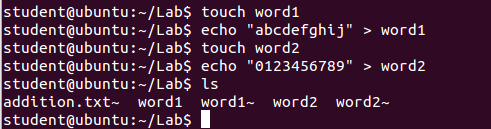 student@ubuntu:~/Lab$ touch word1
student@ubuntu:~/Lab$ echo "abcdefghij" > word1
student@ubuntu:~/Lab$ touch word2
student@ubuntu:~/Lab$ echo "0123456789" > word2
student@ubuntu:~/Lab$ ls
addition.txt~  word1  word1~  word2  word2~
student@ubuntu:~/Lab$